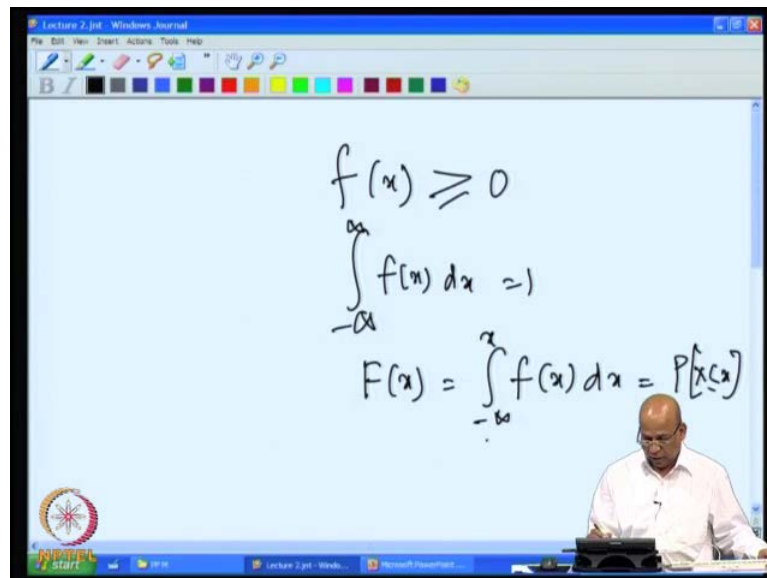 Lecture 2.jnt - Windows Journal
File Edit View Insert Actions Tools Help
B I
f(x) ≥ 0
∫_{-∞}^{∞} f(x) dx = 1
F(x) = ∫_{-∞}^{x} f(x) dx = P[X ≤ x]
NPTEL
start
Lecture 2.jnt - Windo...
Microsoft PowerPoint ...